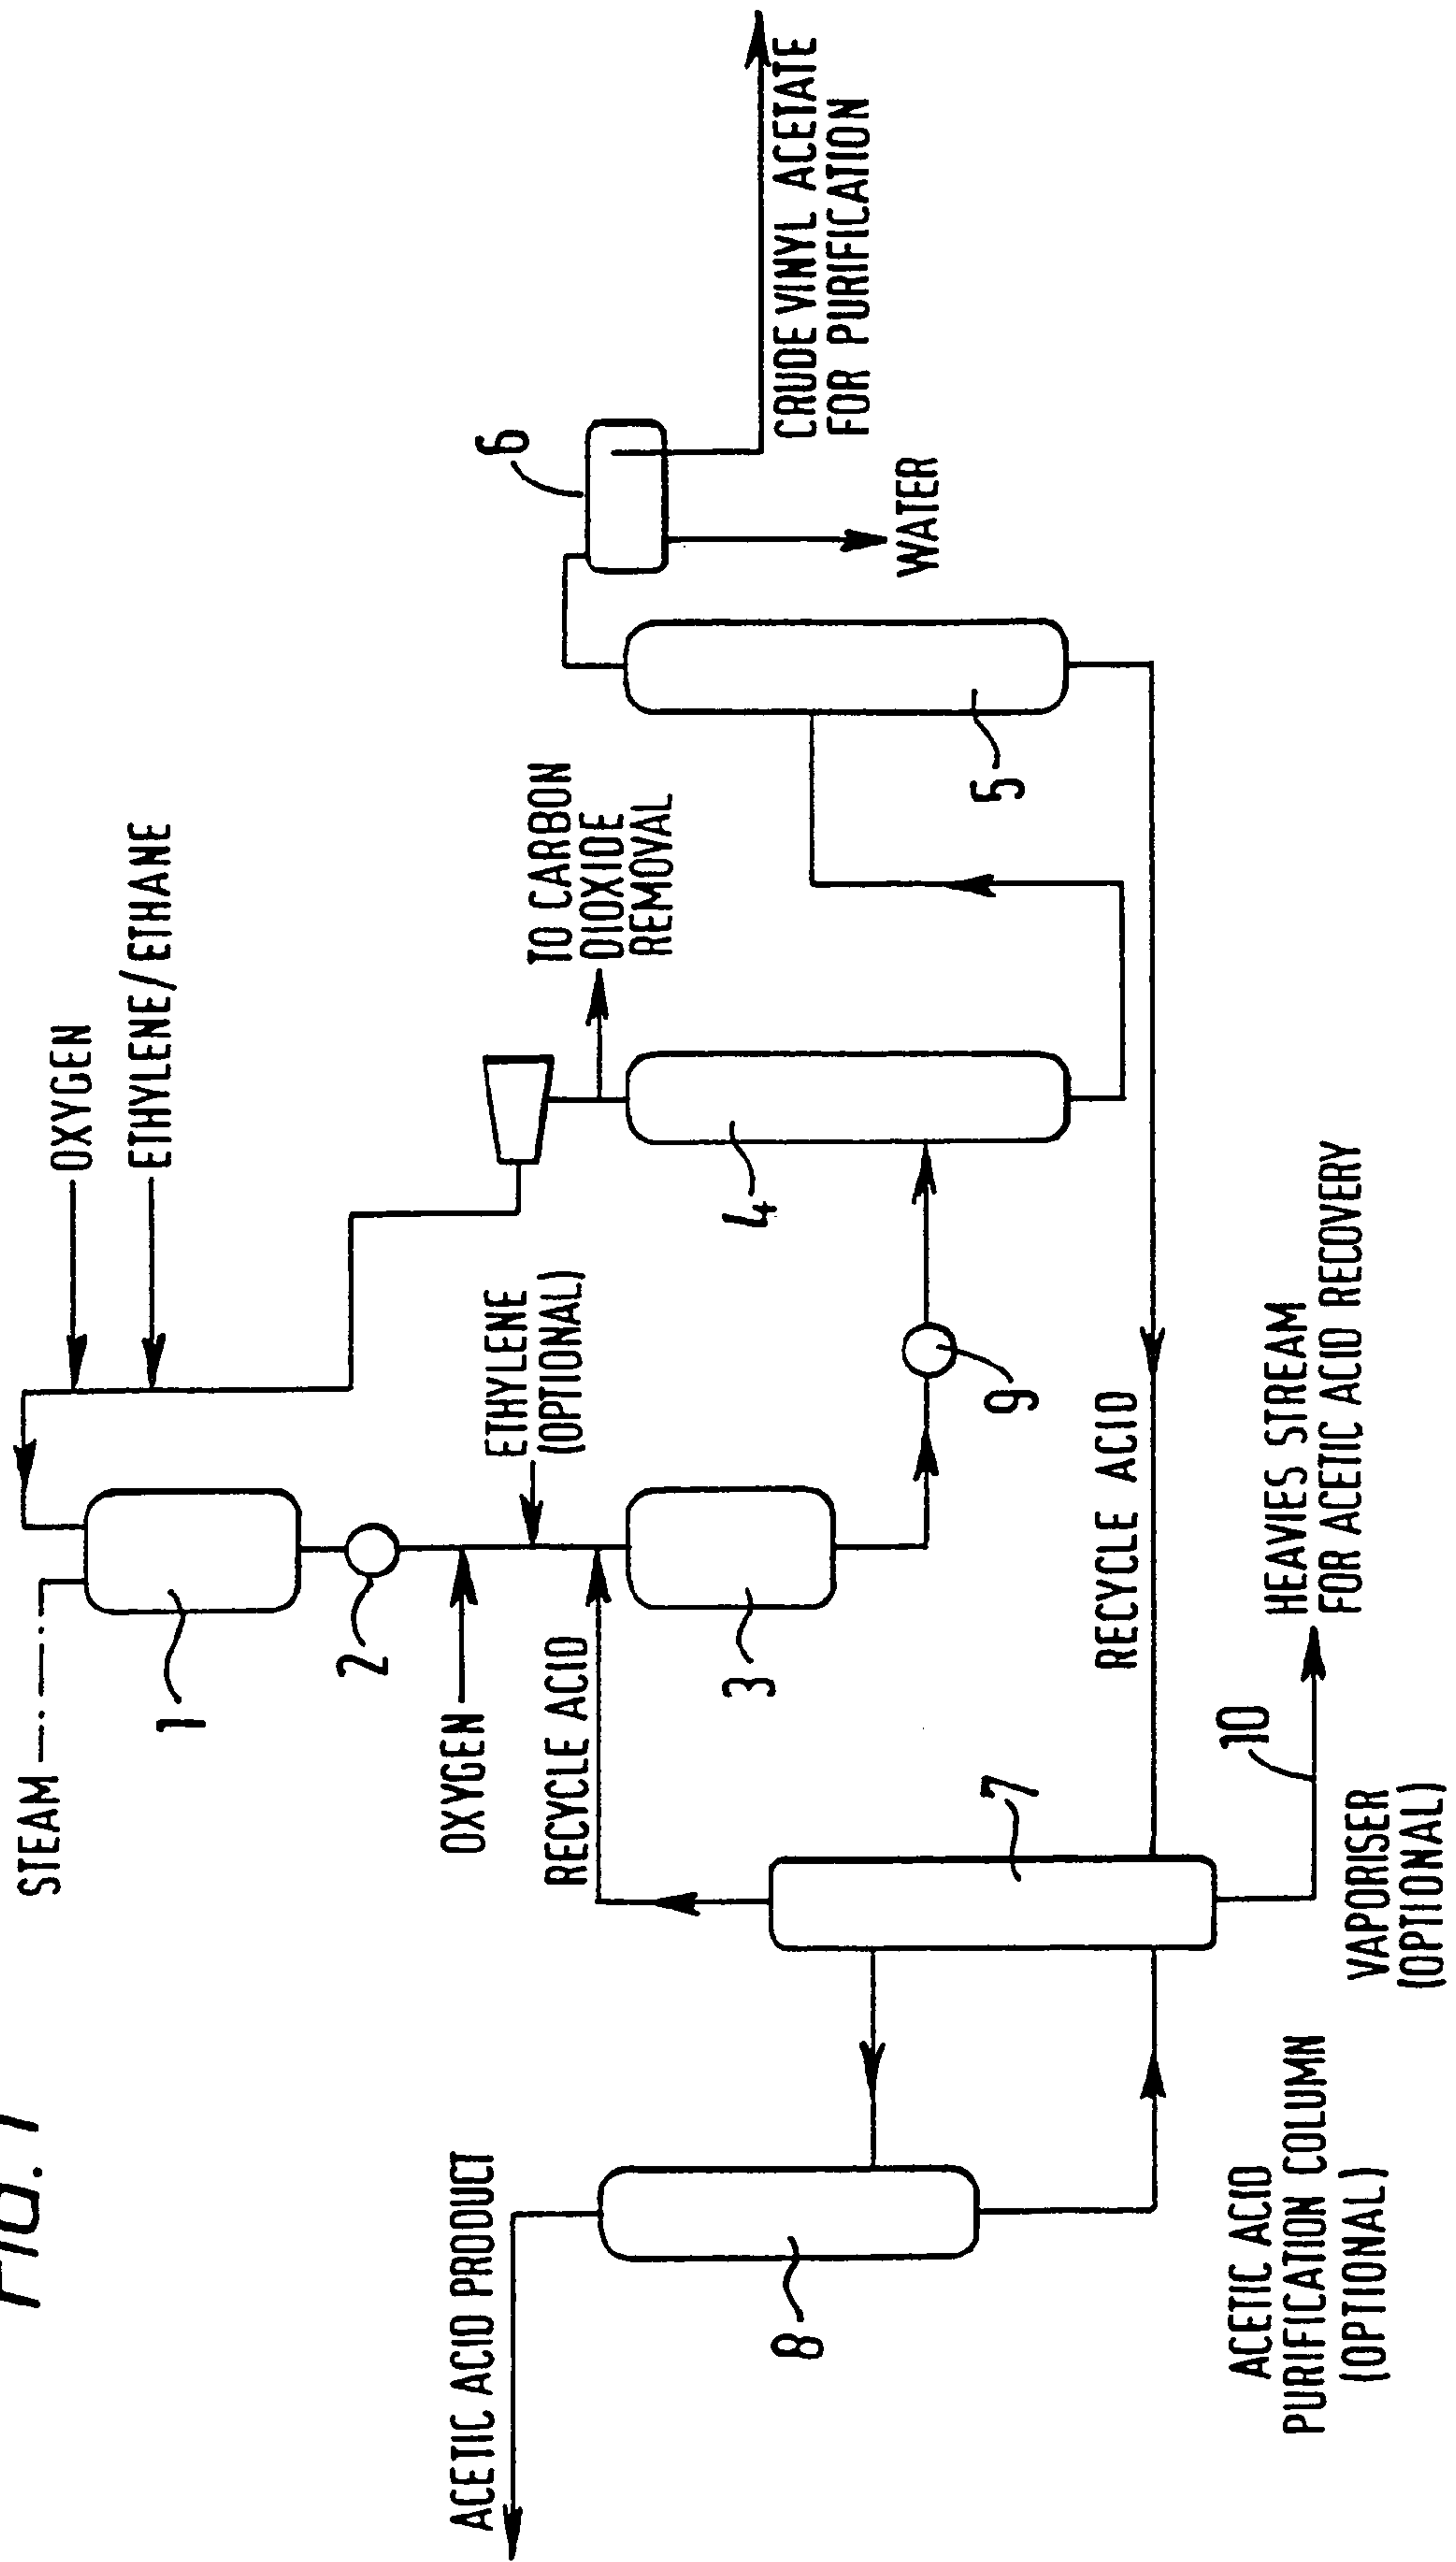 FIG. 1
STEAM
OXYGEN
ETHYLENE/ETHANE
1
2
OXYGEN
ETHYLENE
(OPTIONAL)
RECYCLE ACID
3
9
TO CARBON
DIOXIDE
REMOVAL
4
5
6
WATER
CRUDE VINYL ACETATE
FOR PURIFICATION
ACETIC ACID PRODUCT
8
7
RECYCLE ACID
10
HEAVIES STREAM
FOR ACETIC ACID RECOVERY
ACETIC ACID
PURIFICATION COLUMN
(OPTIONAL)
VAPORISER
(OPTIONAL)